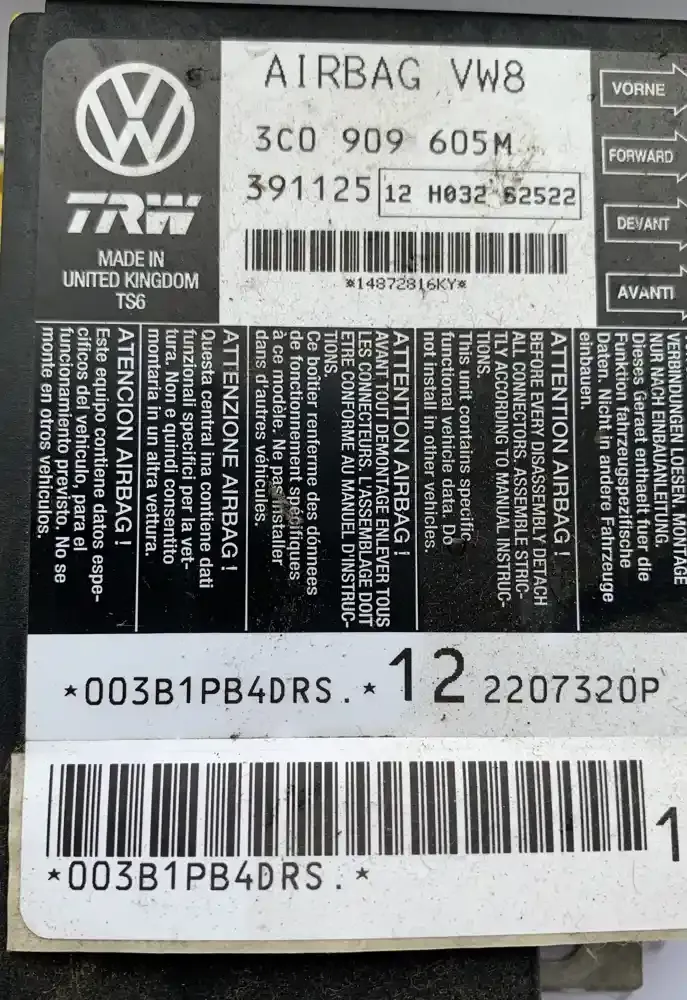 AIRBAG VW8
3C0 909 605M
391125 12 H032 62522
*14872816KY*
TRW
MADE IN
UNITED KINGDOM
TS6
VORNE
FORWARD
DEVANT
AVANTI
VERBINDUNGEN LOESEN. MONTAGE
NUR NACH EINBAUANLEITUNG.
Dieses Geraet enthaelt fuer die
Funktion fahrzeugspezifische
Daten. Nicht in andere Fahrzeuge
einbauen.
ATTENTION AIRBAG !
BEFORE EVERY DISASSEMBLY DETACH
ALL CONNECTORS. ASSEMBLE STRIC-
TLY ACCORDING TO MANUAL INSTRUC-
TIONS.
This unit contains specific
functional vehicle data. Do
not install in other vehicles.
ATTENTION AIRBAG !
AVANT TOUT DEMONTAGE ENLEVER TOUS
LES CONNECTEURS. L'ASSEMBLAGE DOIT
ETRE CONFORME AU MANUEL D'INSTRUC-
TIONS.
Ce boîtier renferme des données
de fonctionnement spécifiques
à ce modèle. Ne pas installer
dans d'autres véhicules.
ATTENZIONE AIRBAG !
Questa central ina contiene dati
funzionali specifici per la vet-
tura. Non e quindi consentito
montaria in un altra vettura.
ATENCION AIRBAG !
Este equipo contiene datos espe-
cíficos del vehículo, para el
funcionamiento previsto. No se
monte en otros vehículos.
*003B1PB4DRS.* 12 2207320P
1
*003B1PB4DRS.*